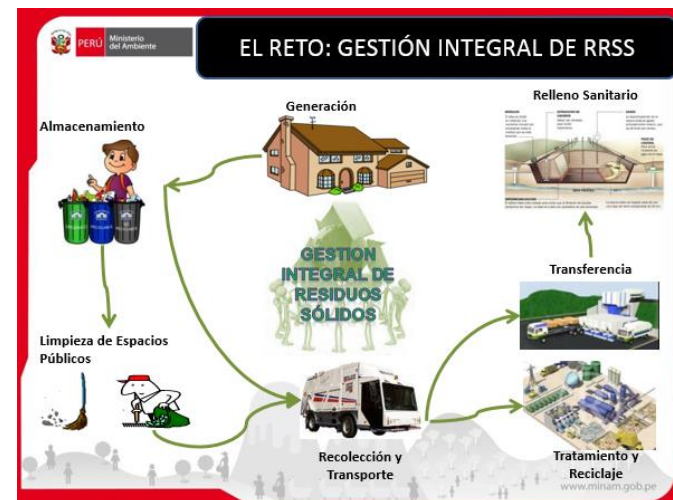 PERÚ
Ministerio
del Ambiente
EL RETO: GESTIÓN INTEGRAL DE RRSS
Relleno Sanitario
Generación
Almacenamiento
GESTION
INTEGRAL DE
RESIDUOS
SÓLIDOS
Transferencia
Limpieza de Espacios
Públicos
Recolección y
Transporte
Tratamiento y
Reciclaje
www.minam.gob.pe